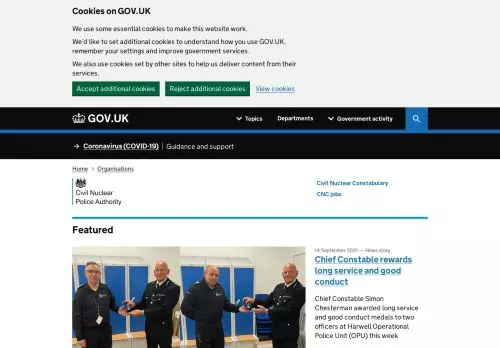 Cookies on GOV.UK
We use some essential cookies to make this website work.
We'd like to set additional cookies to understand how you use GOV.UK,
remember your settings and improve government services.
We also use cookies set by other sites to help us deliver content from their
services.
Accept additional cookies
Reject additional cookies
View cookies
GOV.UK
Topics
Departments
Government activity
→ Coronavirus (COVID-19) Guidance and support
Home > Organisations
Civil Nuclear
Police Authority
Civil Nuclear Constabulary
CNC jobs
Featured
14 September 2021 — News story
Chief Constable rewards
long service and good
conduct
Chief Constable Simon
Chesterman awarded long service
and good conduct medals to two
officers at Harwell Operational
Police Unit (OPU) this week